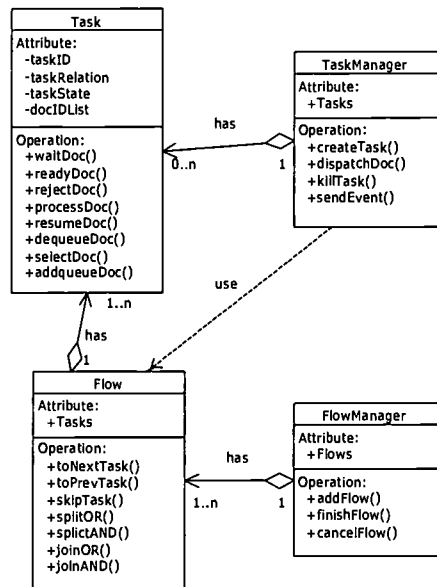 Task
Attribute:
-taskID
-taskRelation
-taskState
-docIDList
Operation:
+waitDoc()
+readyDoc()
+rejectDoc()
+processDoc()
+resumeDoc()
+dequeueDoc()
+selectDoc()
+addqueueDoc()
TaskManager
Attribute:
+Tasks
Operation:
+createTask()
+dispatchDoc()
+killTask()
+sendEvent()
has
0..n
1
use
1..n
has
1
Flow
Attribute:
+Tasks
Operation:
+toNextTask()
+toPrevTask()
+skipTask()
+splitOR()
+splictAND()
+joinOR()
+joinAND()
FlowManager
Attribute:
+Flows
Operation:
+addFlow()
+finishFlow()
+cancelFlow()
has
1..n
1